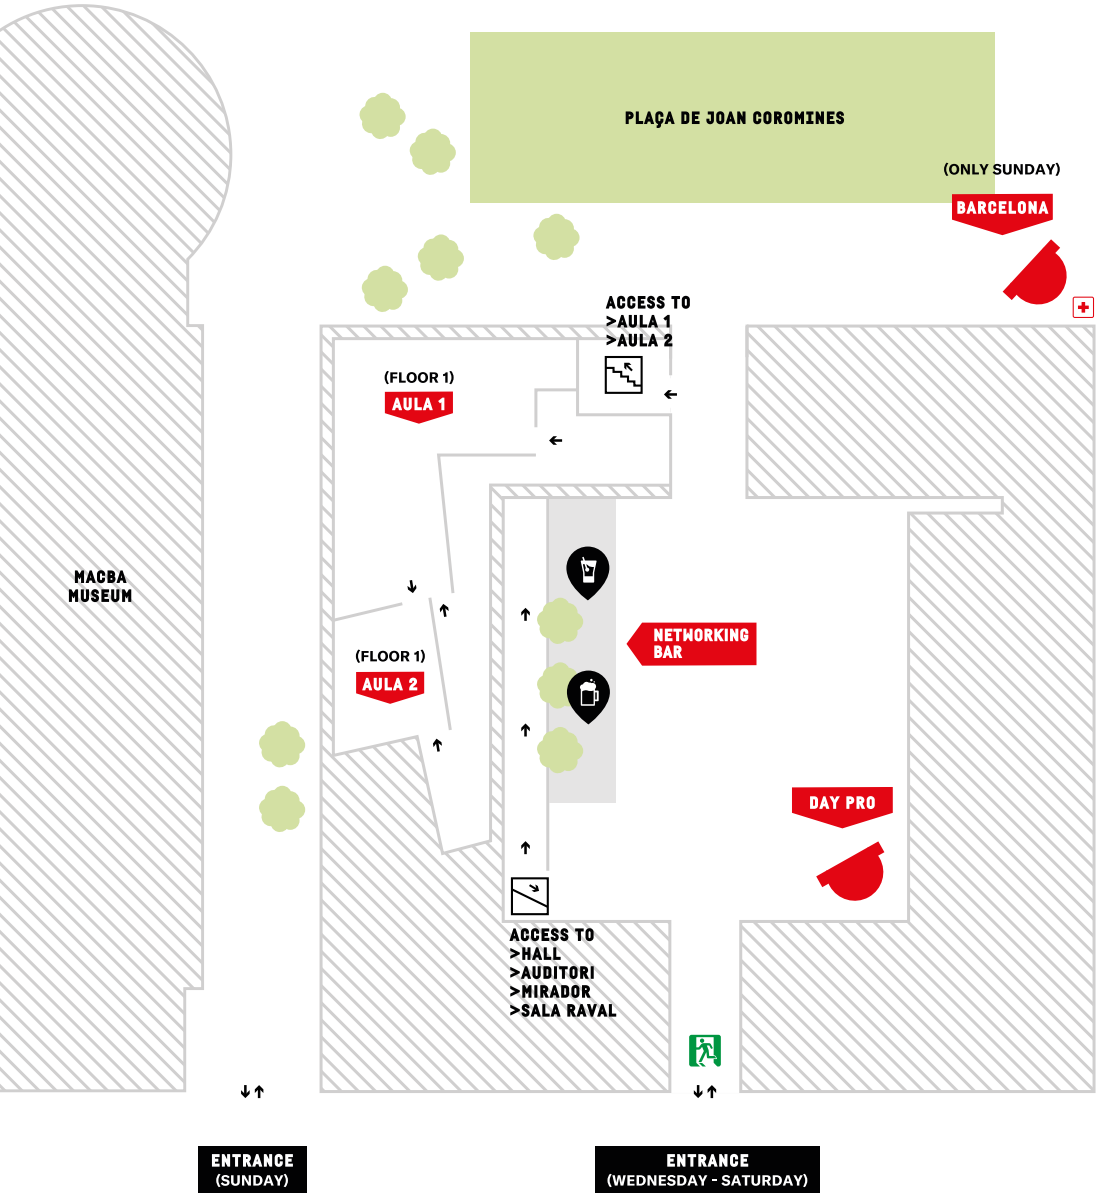 PLAÇA DE JOAN COROMINES
(ONLY SUNDAY)
BARCELONA
ACCESS TO
>AULA 1
>AULA 2
(FLOOR 1)
AULA 1
MACBA
MUSEUM
NETWORKING
BAR
(FLOOR 1)
AULA 2
DAY PRO
ACCESS TO
>HALL
>AUDITORI
>MIRADOR
>SALA RAVAL
ENTRANCE
(SUNDAY)
ENTRANCE
(WEDNESDAY - SATURDAY)